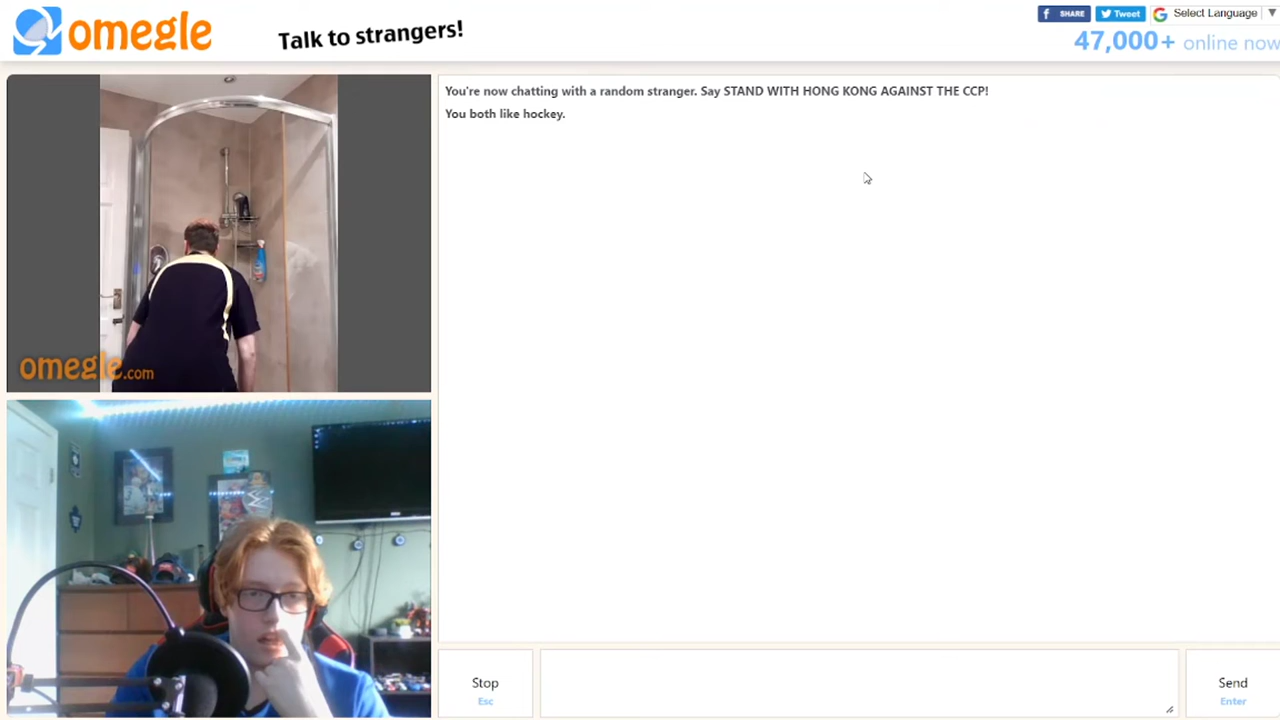 omegle
Talk to strangers!
SHARE
Tweet
Select Language
47,000+ online now
You're now chatting with a random stranger. Say STAND WITH HONG KONG AGAINST THE CCP!
You both like hockey.
omegle.com
Stop
Esc
Send
Enter